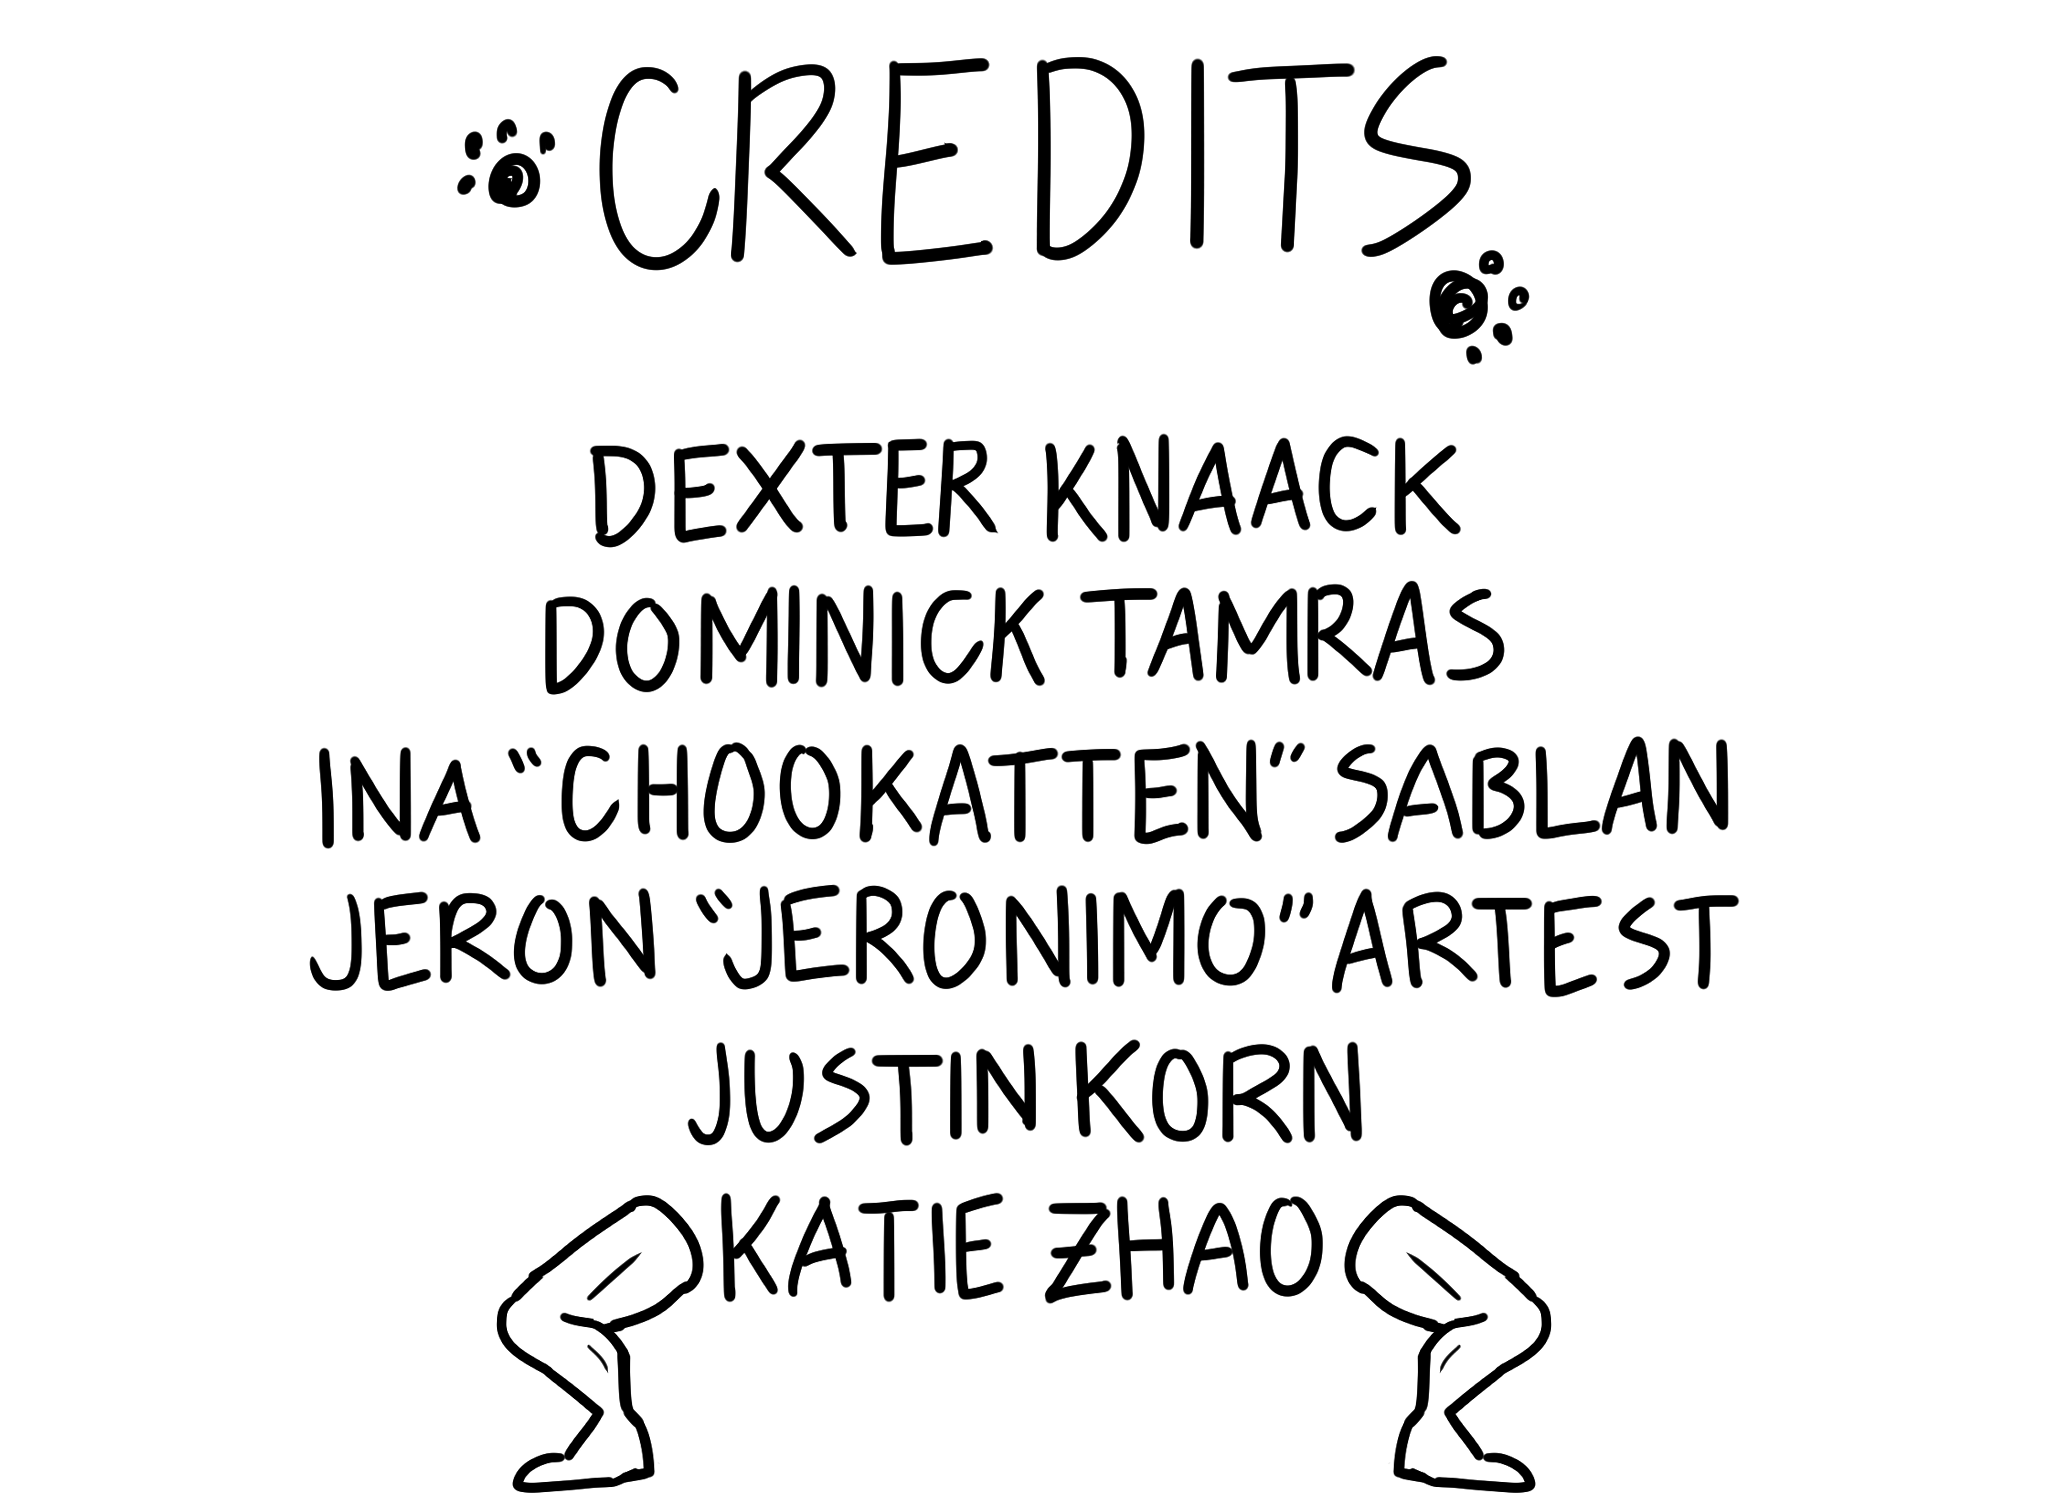 CREDITS
DEXTER KNAACK
DOMINICK TAMRAS
INA "CHOOKATTEN" SABLAN
JERON "JERONIMO" ARTEST
JUSTIN KORN
KATIE ZHAO